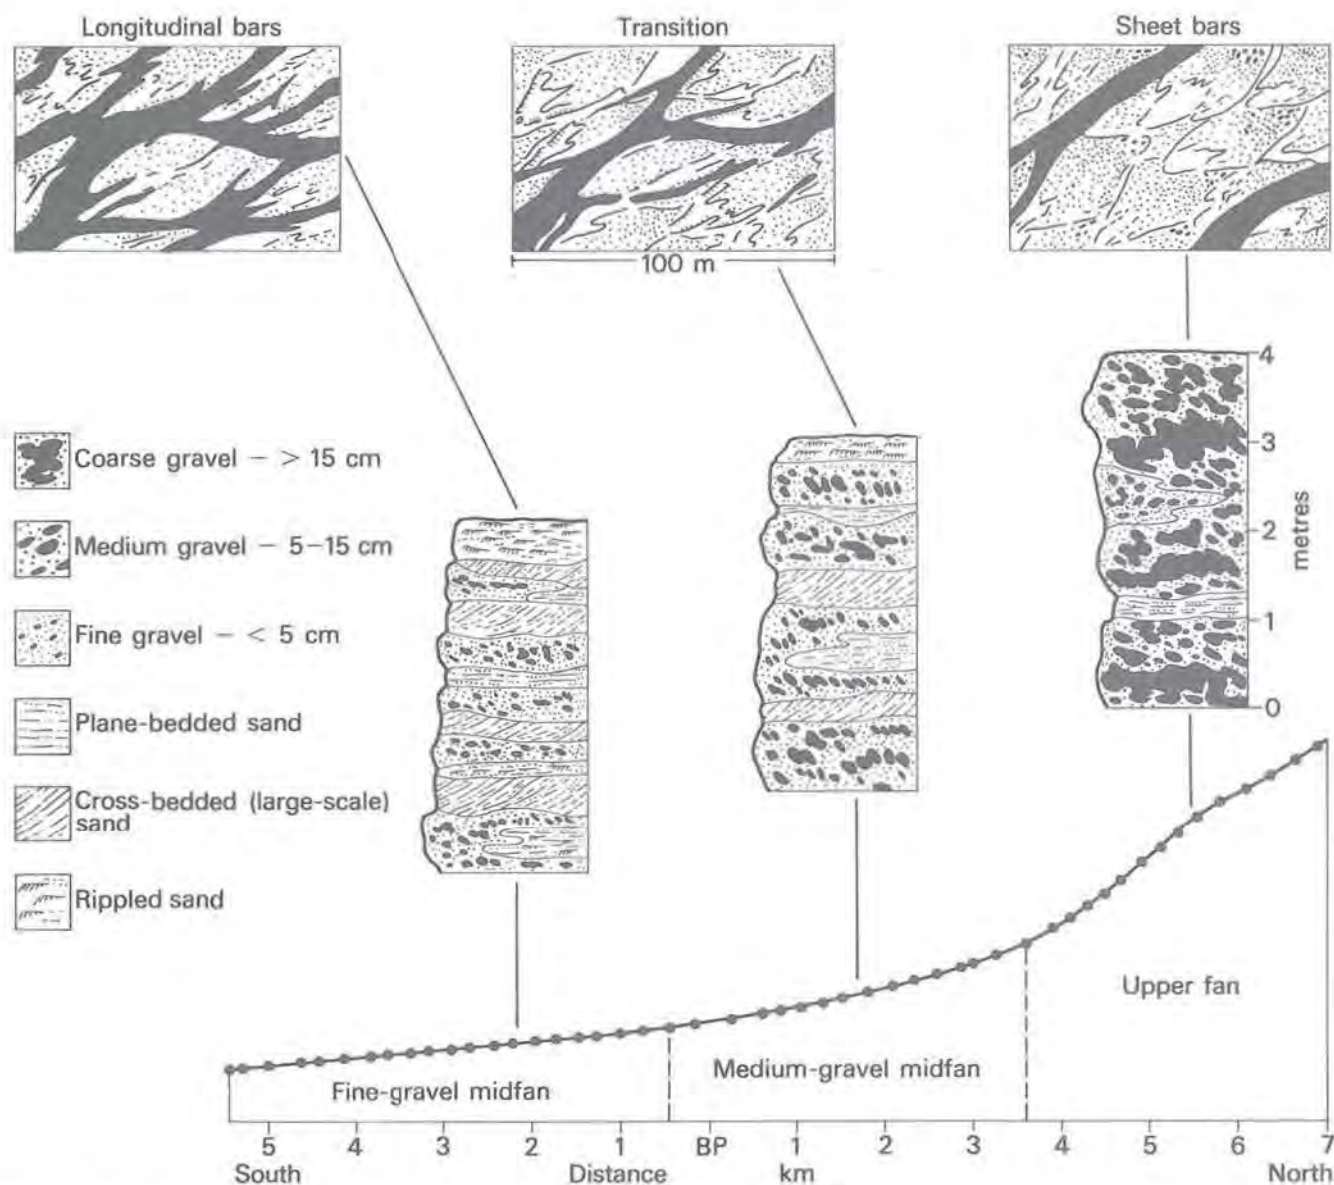 Longitudinal bars
Transition
Sheet bars
100 m
4
3
2
1
0
metres
Coarse gravel – > 15 cm
Medium gravel – 5–15 cm
Fine gravel – < 5 cm
Plane-bedded sand
Cross-bedded (large-scale)
sand
Rippled sand
Upper fan
Medium-gravel midfan
Fine-gravel midfan
5 4 3 2 1 BP 1 2 3 4 5 6 7
South Distance km North